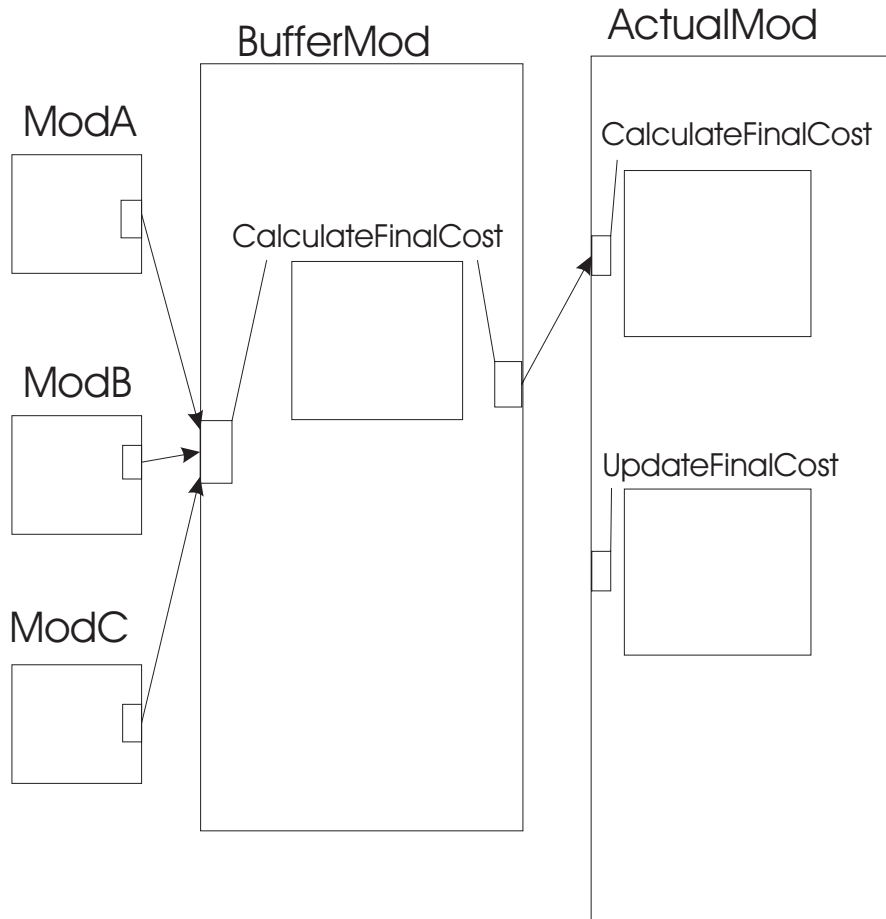 ActualMod
BufferMod
ModA
CalculateFinalCost
CalculateFinalCost
ModB
UpdateFinalCost
ModC